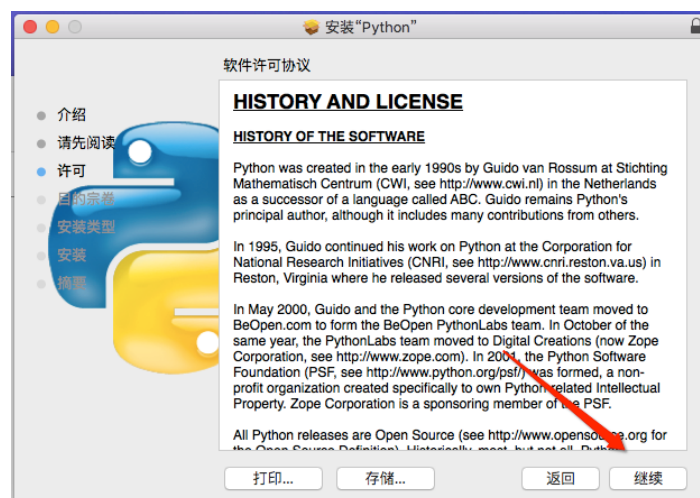 安装“Python”
软件许可协议
介绍
请先阅读
许可
目的宗卷
安装类型
安装
摘要
HISTORY AND LICENSE
HISTORY OF THE SOFTWARE
Python was created in the early 1990s by Guido van Rossum at Stichting
Mathematisch Centrum (CWI, see http://www.cwi.nl) in the Netherlands
as a successor of a language called ABC. Guido remains Python's
principal author, although it includes many contributions from others.
In 1995, Guido continued his work on Python at the Corporation for
National Research Initiatives (CNRI, see http://www.cnri.reston.va.us) in
Reston, Virginia where he released several versions of the software.
In May 2000, Guido and the Python core development team moved to
BeOpen.com to form the BeOpen PythonLabs team. In October of the
same year, the PythonLabs team moved to Digital Creations (now Zope
Corporation, see http://www.zope.com). In 2001, the Python Software
Foundation (PSF, see http://www.python.org/psf/) was formed, a non-
profit organization created specifically to own Python-related Intellectual
Property. Zope Corporation is a sponsoring member of the PSF.
All Python releases are Open Source (see http://www.opensource.org for
the Open Source Definition). Historically, most, but not all, Python
打印...
存储...
返回
继续